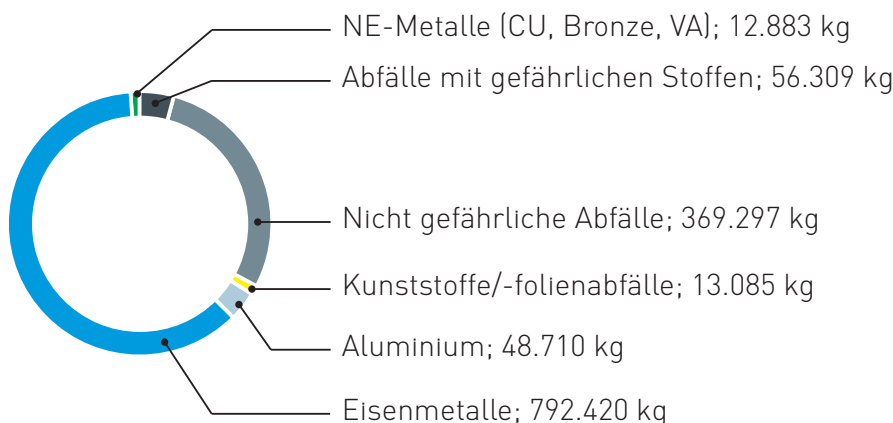 NE-Metalle (CU, Bronze, VA); 12.883 kg
Abfälle mit gefährlichen Stoffen; 56.309 kg
Nicht gefährliche Abfälle; 369.297 kg
Kunststoffe/-folienabfälle; 13.085 kg
Aluminium; 48.710 kg
Eisenmetalle; 792.420 kg